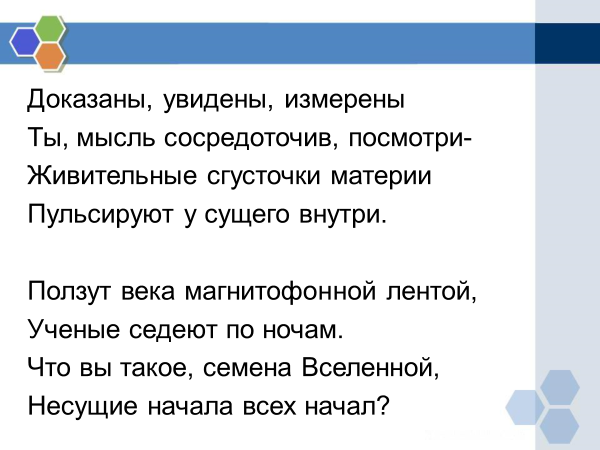 Доказаны, увидены, измерены
Ты, мысль сосредоточив, посмотри-
Живительные сгусточки материи
Пульсируют у сущего внутри.
Ползут века магнитофонной лентой,
Ученые седеют по ночам.
Что вы такое, семена Вселенной,
Несущие начала всех начал?